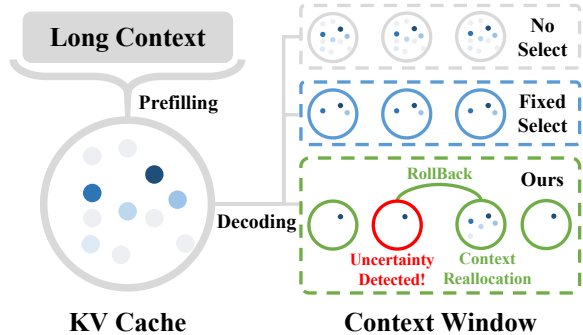 Long Context
Prefilling
Decoding
KV Cache
No
Select
Fixed
Select
RollBack
Ours
Uncertainty
Detected!
Context
Reallocation
Context Window